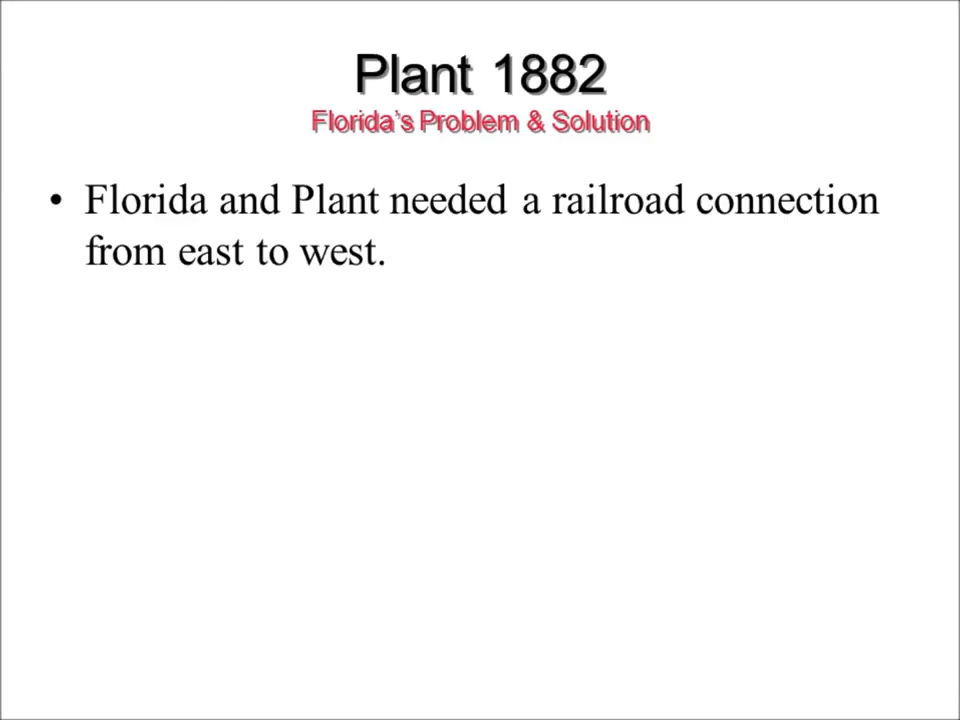 Plant 1882
Florida’s Problem & Solution
• Florida and Plant needed a railroad connection
from east to west.